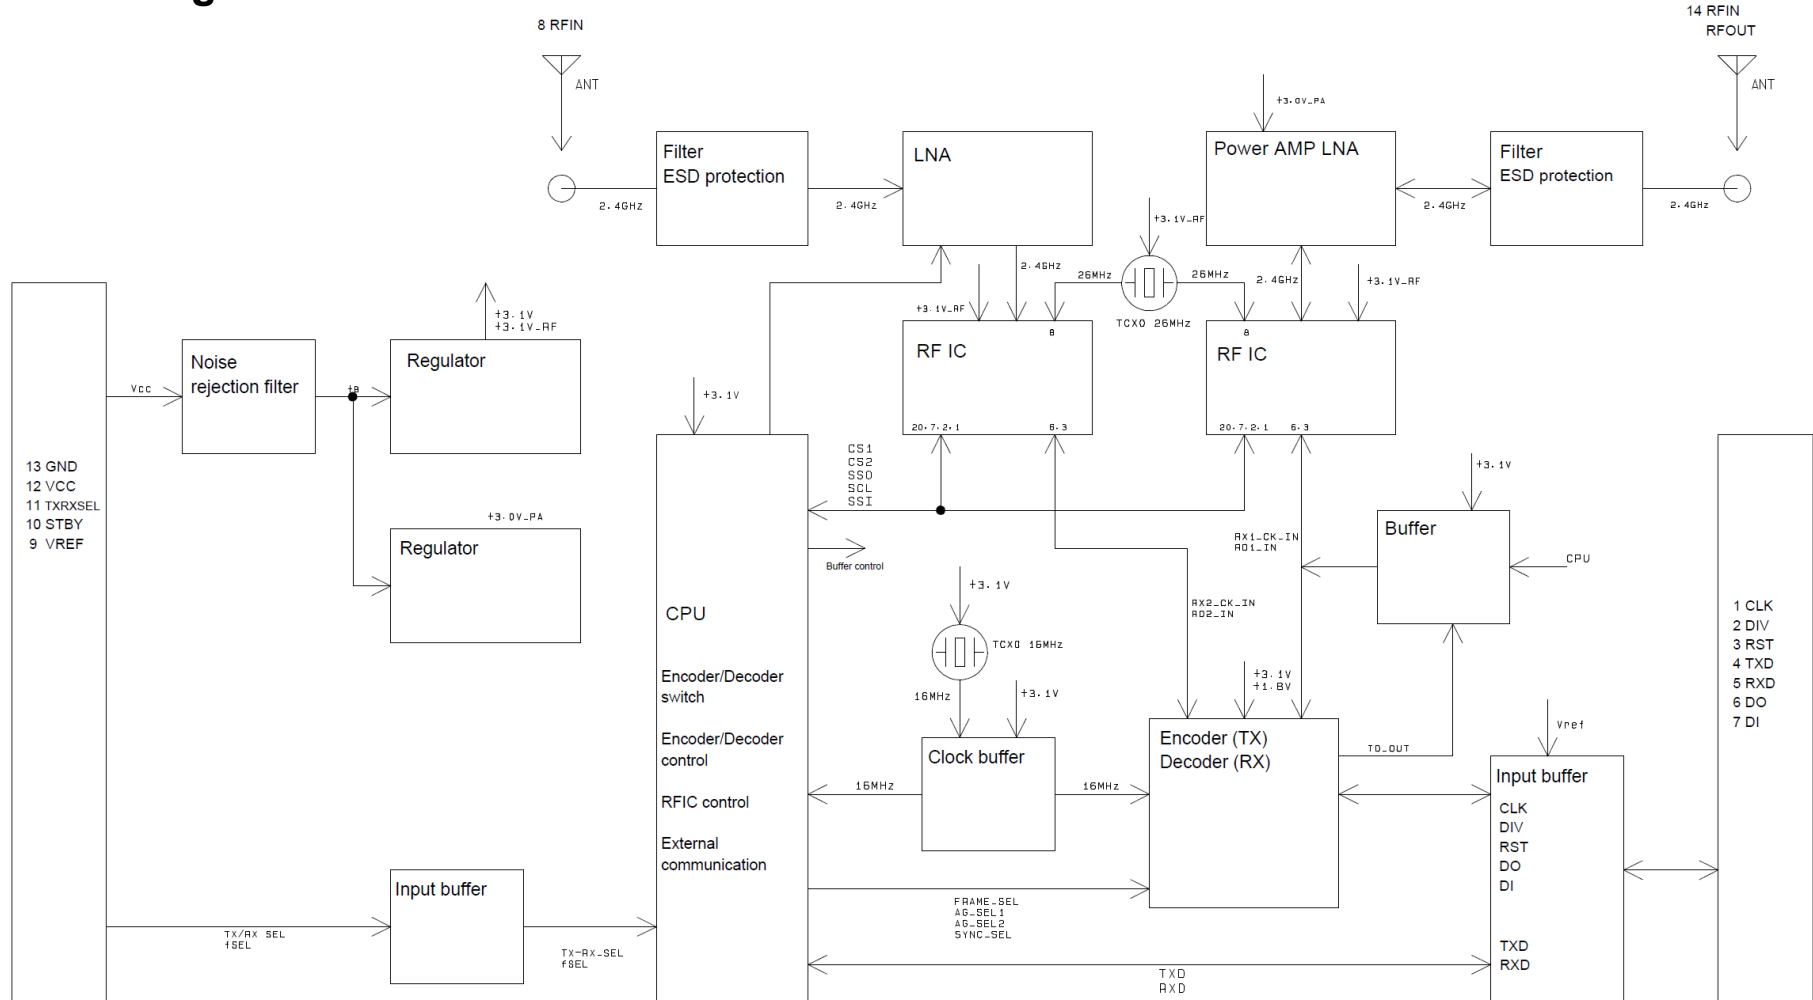 8 RFIN
14 RFIN
RFOUT
ANT
ANT
+3.0V_PA
Filter
ESD protection
LNA
Power AMP LNA
Filter
ESD protection
2.4GHz
2.4GHz
2.4GHz
2.4GHz
+3.1V_RF
2.4GHz
26MHz
26MHz
2.4GHz
+3.1V_RF
+3.1V_RF
TCXO 26MHz
8
8
RF IC
RF IC
20.7.2.1
6.3
20.7.2.1
6.3
+3.1V
+3.1V_RF
Noise
rejection filter
Regulator
Vcc
+B
+3.1V
13 GND
12 VCC
11 TXRXSEL
10 STBY
9 VREF
+3.0V_PA
Regulator
CS1
CS2
SSO
SCL
SSI
+3.1V
Buffer
CPU
RX1_CK_IN
RD1_IN
Buffer control
+3.1V
RX2_CK_IN
RD2_IN
CPU
TCXO 16MHz
16MHz
+3.1V
+3.1V
+1.8V
1 CLK
2 DIV
3 RST
4 TXD
5 RXD
6 DO
7 DI
Encoder/Decoder
switch
Encoder/Decoder
control
RFIC control
External
communication
Clock buffer
16MHz
16MHz
Encoder (TX)
Decoder (RX)
TD_OUT
Vref
Input buffer
CLK
DIV
RST
DO
DI
TXD
RXD
Input buffer
TX/RX SEL
fSEL
TX-RX_SEL
fSEL
FRAME_SEL
AG_SEL1
AG_SEL2
SYNC_SEL
TXD
RXD